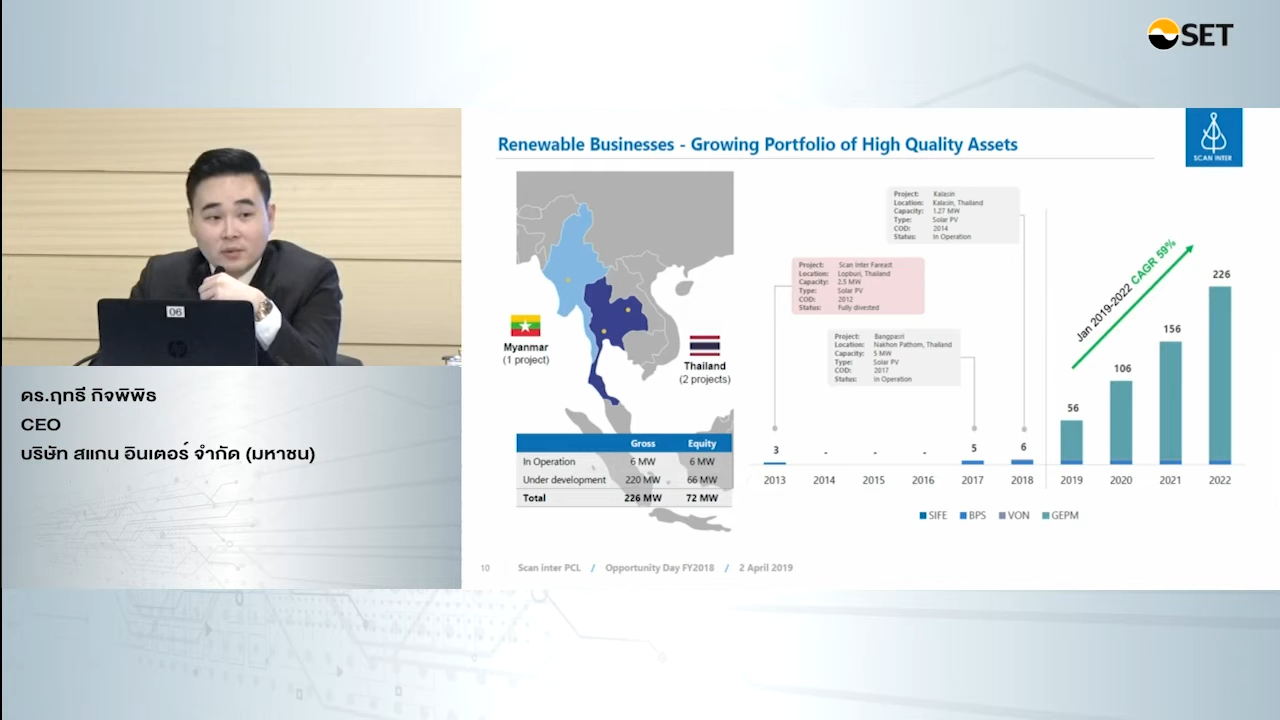 SET
Renewable Businesses - Growing Portfolio of High Quality Assets
SCAN INTER
Project: Kalasin
Location: Kalasin, Thailand
Capacity: 1.27 MW
Type: Solar PV
COD: 2014
Status: In Operation
Project: Scan Inter Fareast
Location: Lopburi, Thailand
Capacity: 2.5 MW
Type: Solar PV
COD: 2012
Status: Fully divested
Project: Bangpasri
Location: Nakhon Pathom, Thailand
Capacity: 5 MW
Type: Solar PV
COD: 2017
Status: In Operation
Jan 2019-2022 CAGR 59%
Myanmar
(1 project)
Thailand
(2 projects)
Gross Equity
In Operation 6 MW 6 MW
Under development 220 MW 66 MW
Total 226 MW 72 MW
3 - - - 5 6 56 106 156 226
2013 2014 2015 2016 2017 2018 2019 2020 2021 2022
SIFE BPS VON GEPM
10 Scan inter PCL / Opportunity Day FY2018 / 2 April 2019
06
hp
ดร.ฤทธี กิจพิพิธ
CEO
บริษัท สแกน อินเตอร์ จำกัด (มหาชน)